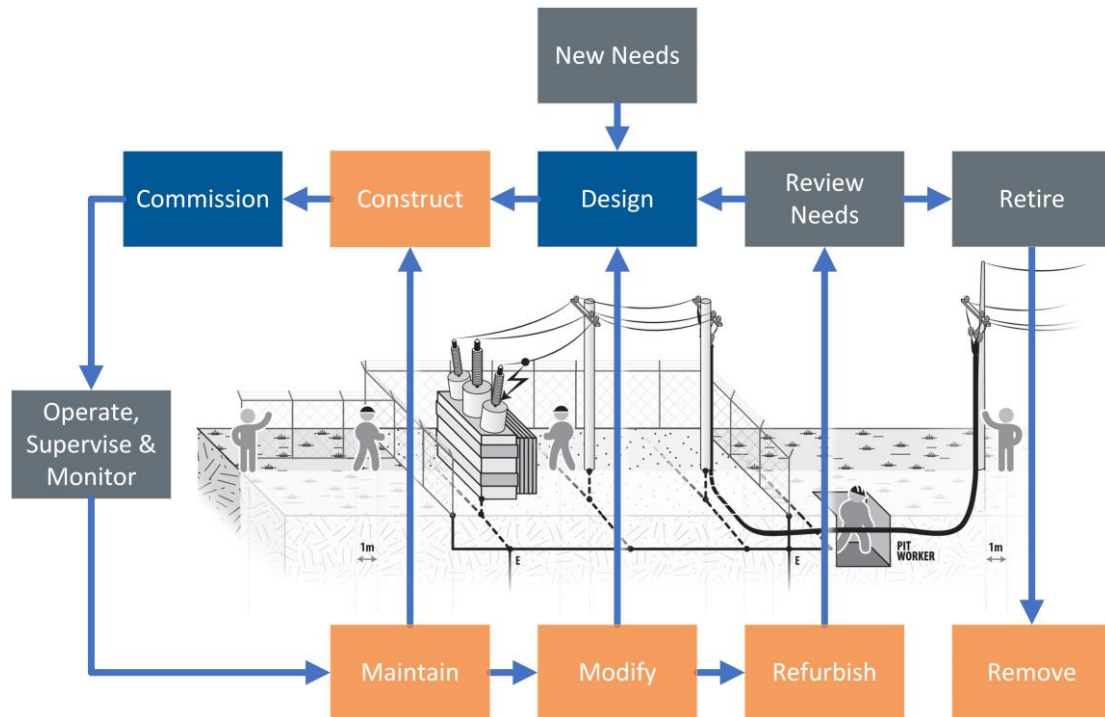 New Needs
Commission
Construct
Design
Review
Needs
Retire
Operate,
Supervise &
Monitor
1m
E
E
PIT
WORKER
1m
Maintain
Modify
Refurbish
Remove